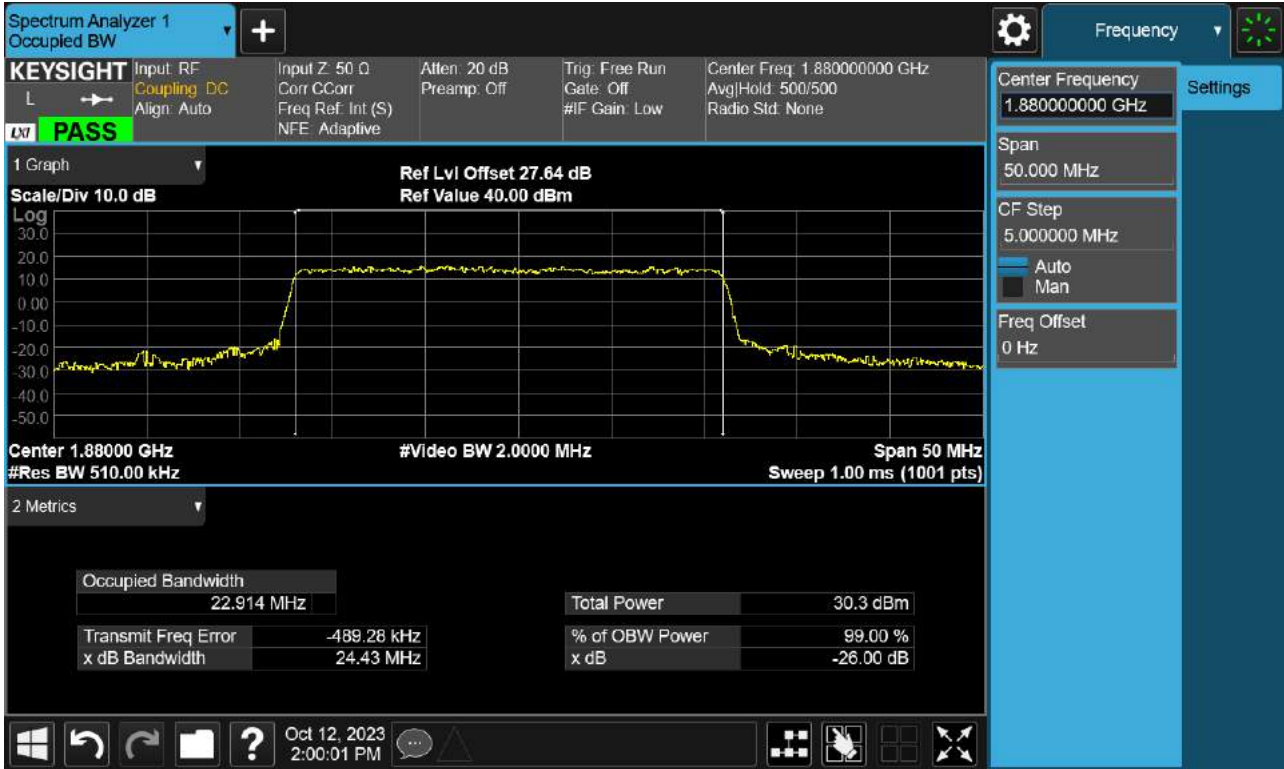 Spectrum Analyzer 1
Occupied BW
+
Frequency
KEYSIGHT
L
LXI
PASS
Input: RF
Coupling: DC
Align: Auto
Input Z: 50 Ω
Corr CCorr
Freq Ref: Int (S)
NFE: Adaptive
Atten: 20 dB
Preamp: Off
Trig: Free Run
Gate: Off
#IF Gain: Low
Center Freq: 1.880000000 GHz
Avg|Hold: 500/500
Radio Std: None
Center Frequency
1.880000000 GHz
Settings
Span
50.000 MHz
CF Step
5.000000 MHz
Auto
Man
Freq Offset
0 Hz
1 Graph
Scale/Div 10.0 dB
Ref Lvl Offset 27.64 dB
Ref Value 40.00 dBm
Log
30.0
20.0
10.0
0.00
-10.0
-20.0
-30.0
-40.0
-50.0
Center 1.88000 GHz
#Video BW 2.0000 MHz
Span 50 MHz
#Res BW 510.00 kHz
Sweep 1.00 ms (1001 pts)
2 Metrics
Occupied Bandwidth
22.914 MHz
Total Power 30.3 dBm
Transmit Freq Error -489.28 kHz
% of OBW Power 99.00 %
x dB Bandwidth 24.43 MHz
x dB -26.00 dB
?
Oct 12, 2023
2:00:01 PM